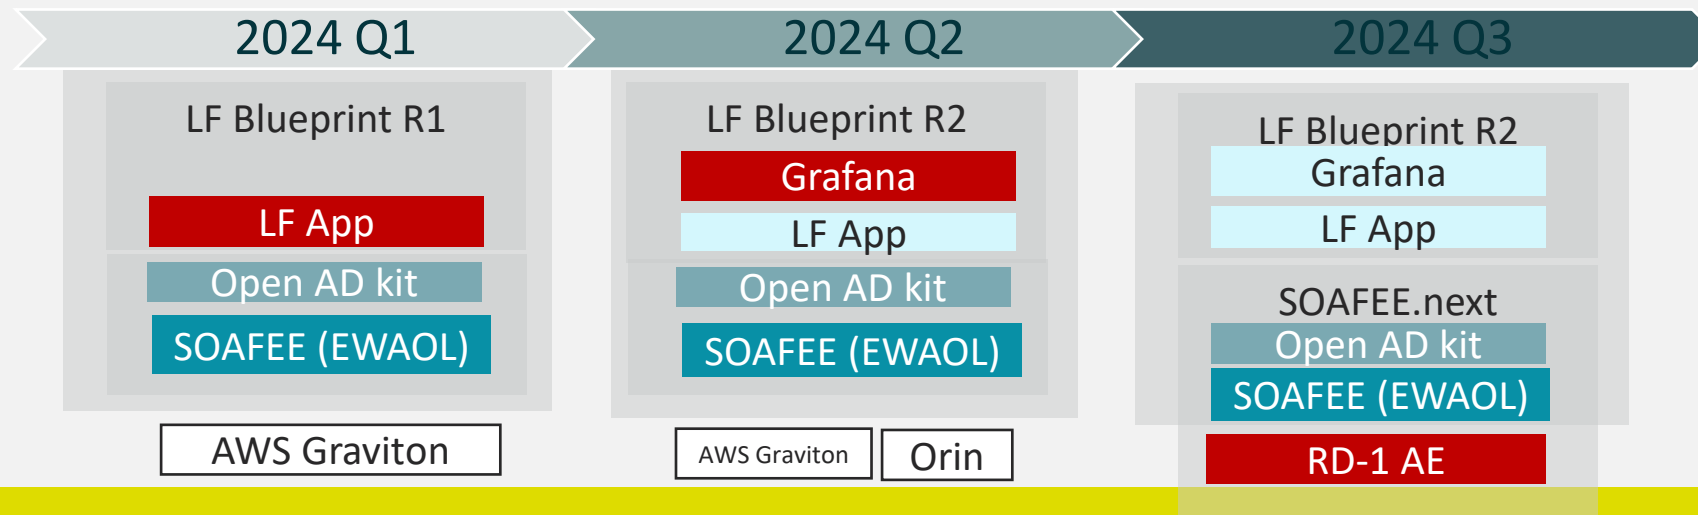 2024 Q1
2024 Q2
2024 Q3
LF Blueprint R1
LF App
Open AD kit
SOAFEE (EWAOL)
AWS Graviton
LF Blueprint R2
Grafana
LF App
Open AD kit
SOAFEE (EWAOL)
AWS Graviton
Orin
LF Blueprint R2
Grafana
LF App
SOAFEE.next
Open AD kit
SOAFEE (EWAOL)
RD-1 AE